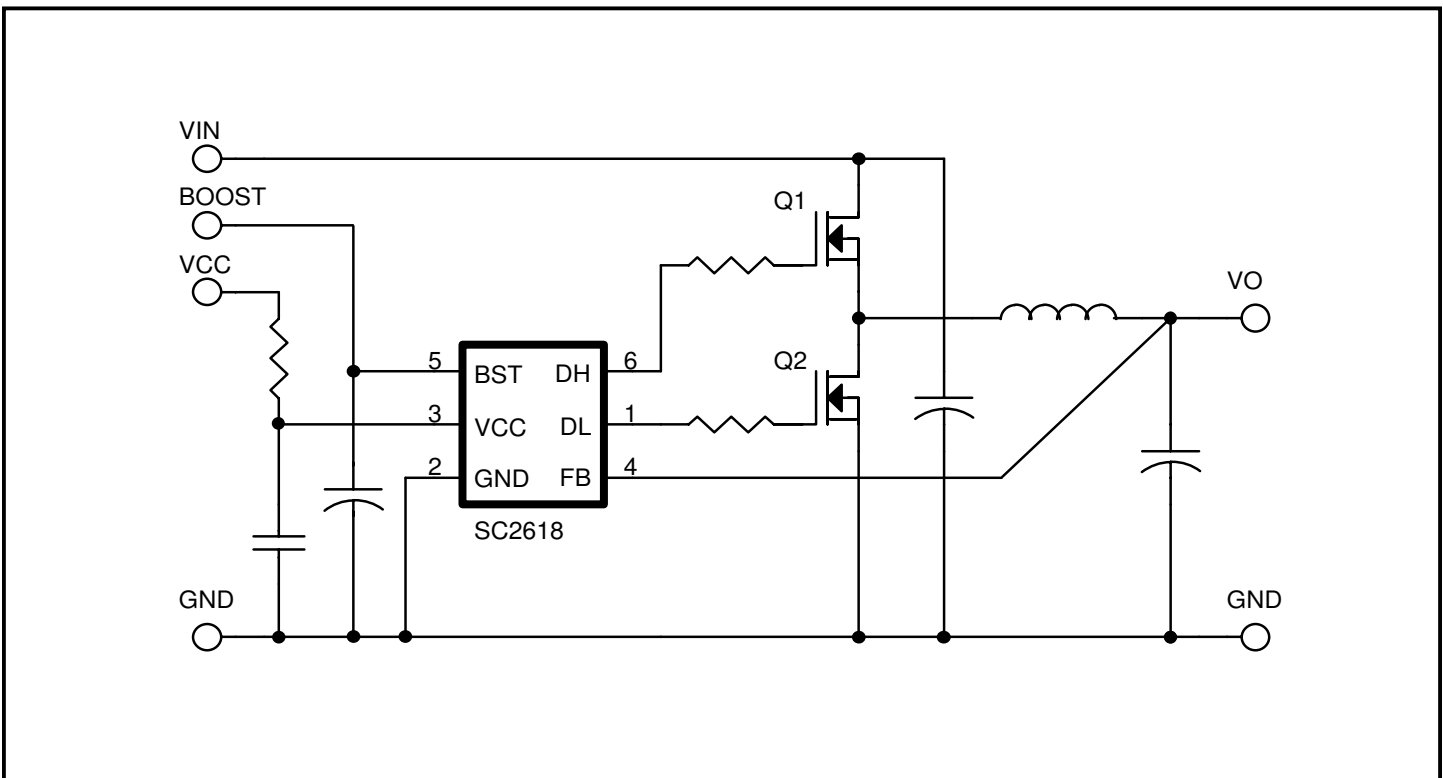 VIN
BOOST
VCC
Q1
VO
Q2
5 BST DH 6
3 VCC DL 1
2 GND FB 4
SC2618
GND
GND